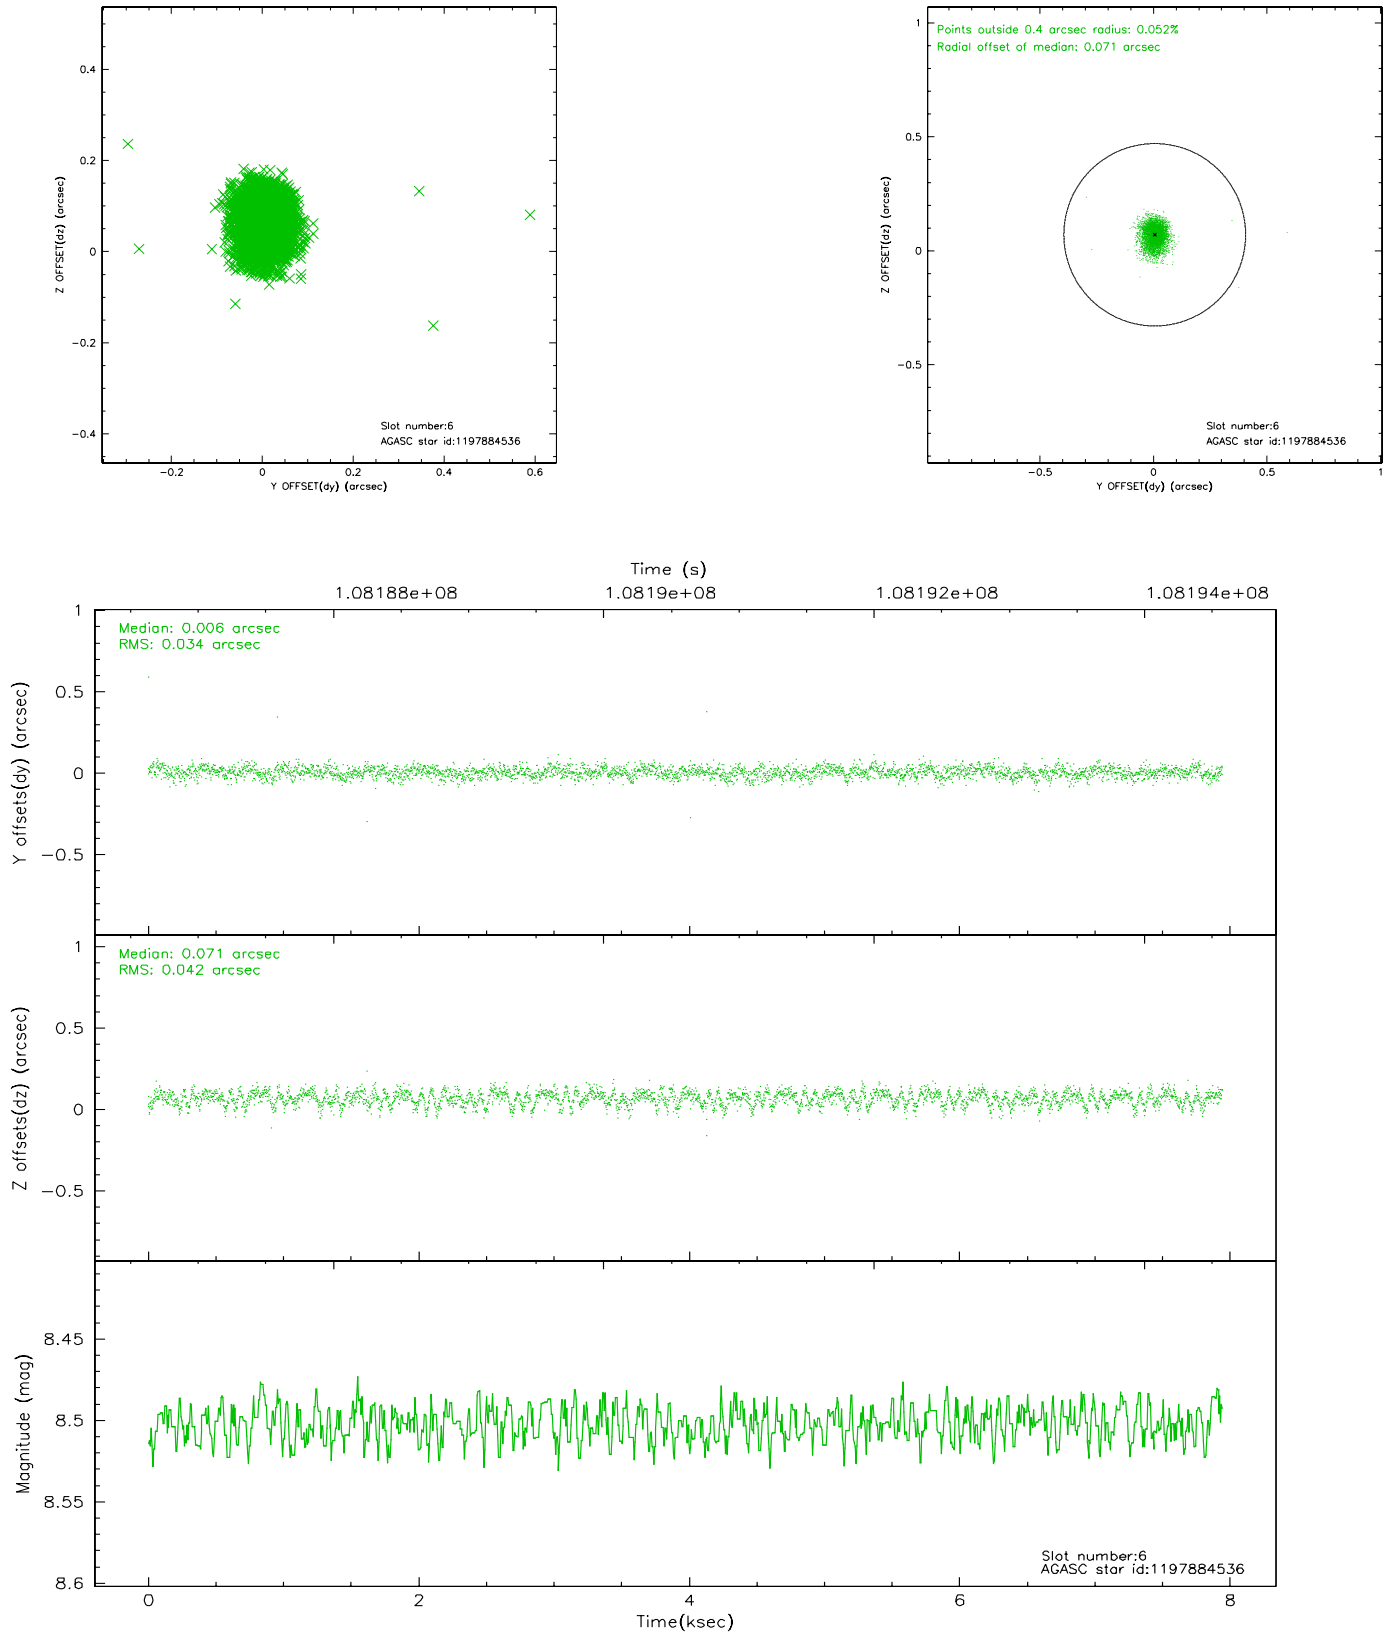 0.4
0.2
0
−0.2
−0.4
Z OFFSET(dz) (arcsec)
−0.2 0 0.2 0.4 0.6
Y OFFSET(dy) (arcsec)
Slot number:6
AGASC star id:1197884536
Points outside 0.4 arcsec radius: 0.052%
Radial offset of median: 0.071 arcsec
1
0.5
0
−0.5
Z OFFSET(dz) (arcsec)
−0.5 0 0.5 1
Y OFFSET(dy) (arcsec)
Slot number:6
AGASC star id:1197884536
Time (s)
1.08188e+08 1.0819e+08 1.08192e+08 1.08194e+08
Median: 0.006 arcsec
RMS: 0.034 arcsec
1
0.5
0
−0.5
Y offsets(dy) (arcsec)
Median: 0.071 arcsec
RMS: 0.042 arcsec
1
0.5
0
−0.5
Z offsets(dz) (arcsec)
8.45
8.5
8.55
8.6
Magnitude (mag)
Slot number:6
AGASC star id:1197884536
0 2 4 6 8
Time(ksec)